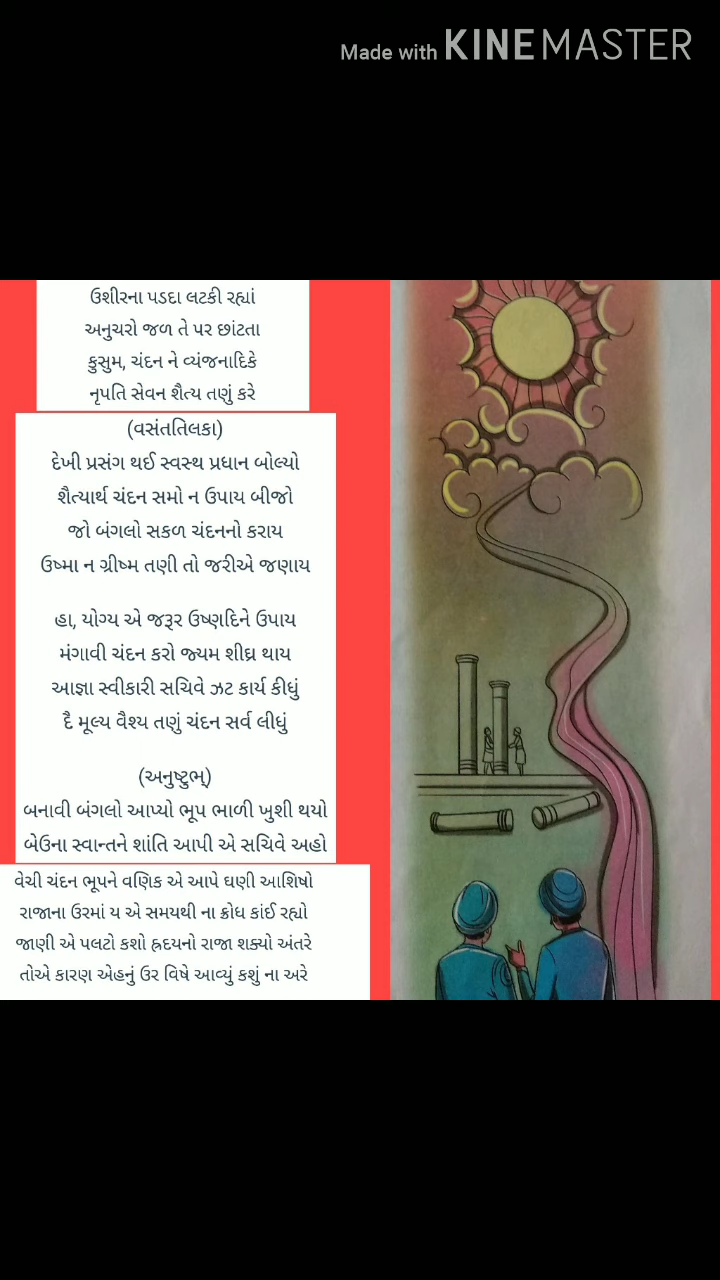 Made with KINEMASTER
ઉશીરના પડદા લટકી રહ્યાં
અનુચરો જળ તે પર છાંટતા
કુસુમ, ચંદન ને વ્યંજનાદિકે
નૃપતિ સેવન શૈત્ય તણું કરે
(વસંતતિલકા)
દેખી પ્રસંગ થઈ સ્વસ્થ પ્રધાન બોલ્યો
શૈત્યાર્થ ચંદન સમો ન ઉપાય બીજો
જો બંગલો સકળ ચંદનનો કરાય
ઉષ્મા ન ગ્રીષ્મ તણી તો જરીએ જણાય
હા, યોગ્ય એ જરૂર ઉષ્ણદિને ઉપાય
મંગાવી ચંદન કરો જ્યમ શીઘ્ર થાય
આજ્ઞા સ્વીકારી સચિવે ઝટ કાર્ય કીધું
દૈ મૂલ્ય વૈશ્ય તણું ચંદન સર્વ લીધું
(અનુષ્ટુભ્)
બનાવી બંગલો આપ્યો ભૂપ ભાળી ખુશી થયો
બેઉના સ્વાન્તને શાંતિ આપી એ સચિવે અહો
વેચી ચંદન ભૂપને વણિક એ આપે ઘણી આશિષો
રાજાના ઉરમાં ય એ સમયથી ના ક્રોધ કાંઈ રહ્યો
જાણી એ પલટો કશો હ્રદયનો રાજા શક્યો અંતરે
તોએ કારણ એહનું ઉર વિષે આવ્યું કશું ના અરે